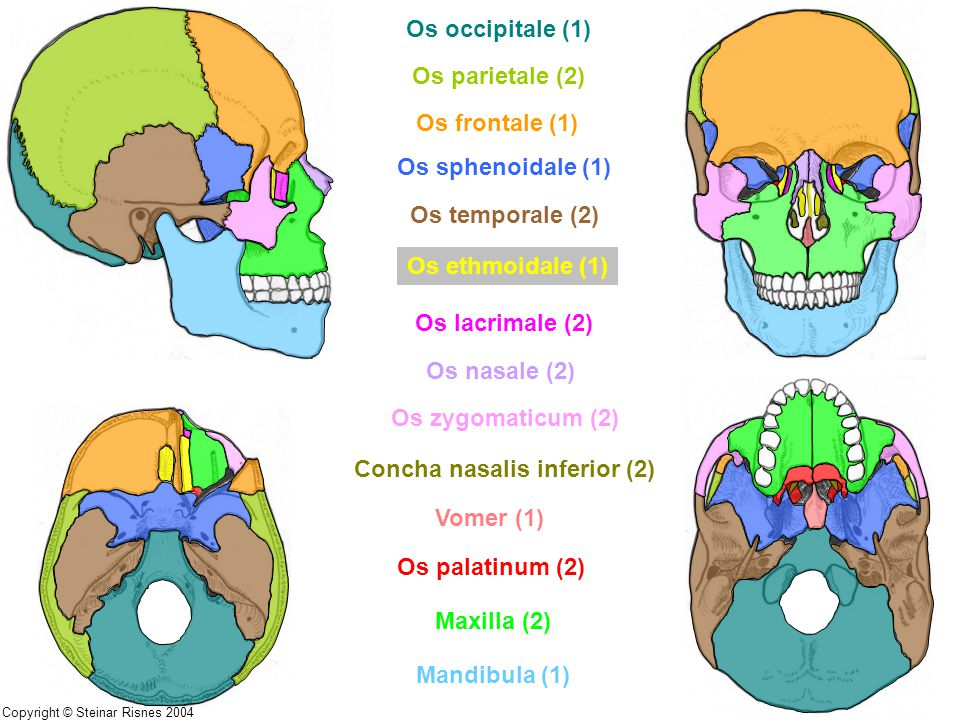 Os occipitale (1)
Os parietale (2)
Os frontale (1)
Os sphenoidale (1)
Os temporale (2)
Os ethmoidale (1)
Os lacrimale (2)
Os nasale (2)
Os zygomaticum (2)
Concha nasalis inferior (2)
Vomer (1)
Os palatinum (2)
Maxilla (2)
Mandibula (1)
Copyright © Steinar Risnes 2004